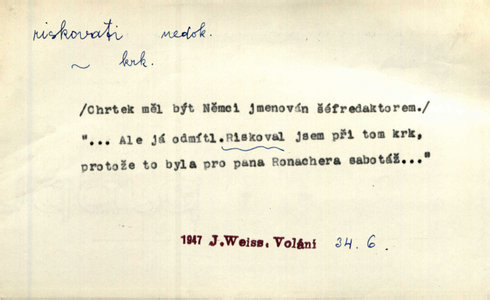 riskovati nedok.
~ krk.
/Chrtek měl být Němci jmenován šéfredaktorem./
"... Ale já odmítl.Riskoval jsem při tom krk,
protože to byla pro pana Ronachera sabotáž..."
1947 J.Weiss. Volání 34.6.